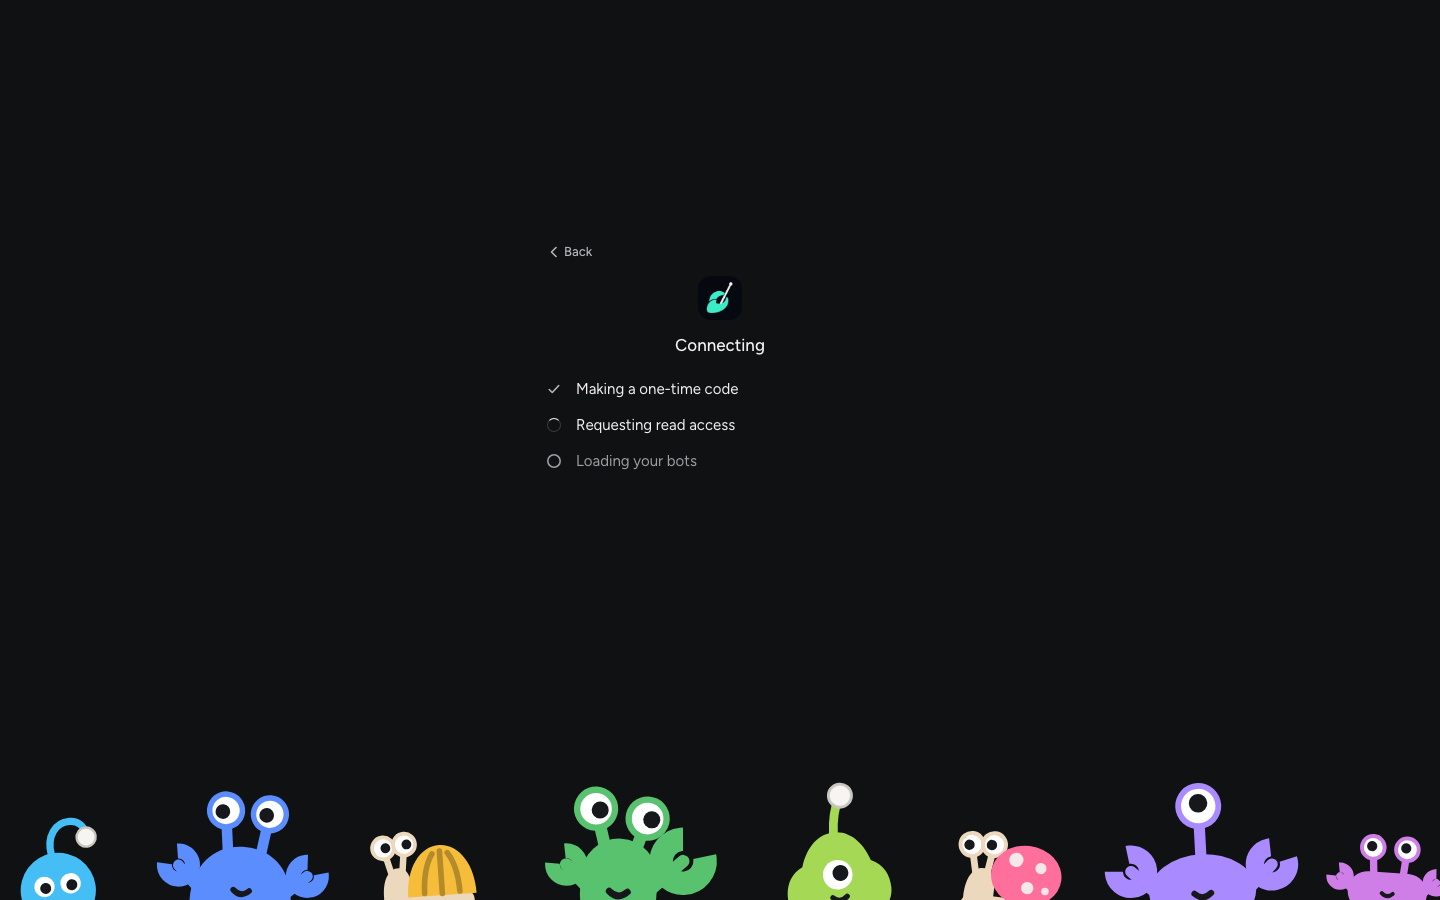 Back
Connecting
Making a one-time code
Requesting read access
Loading your bots